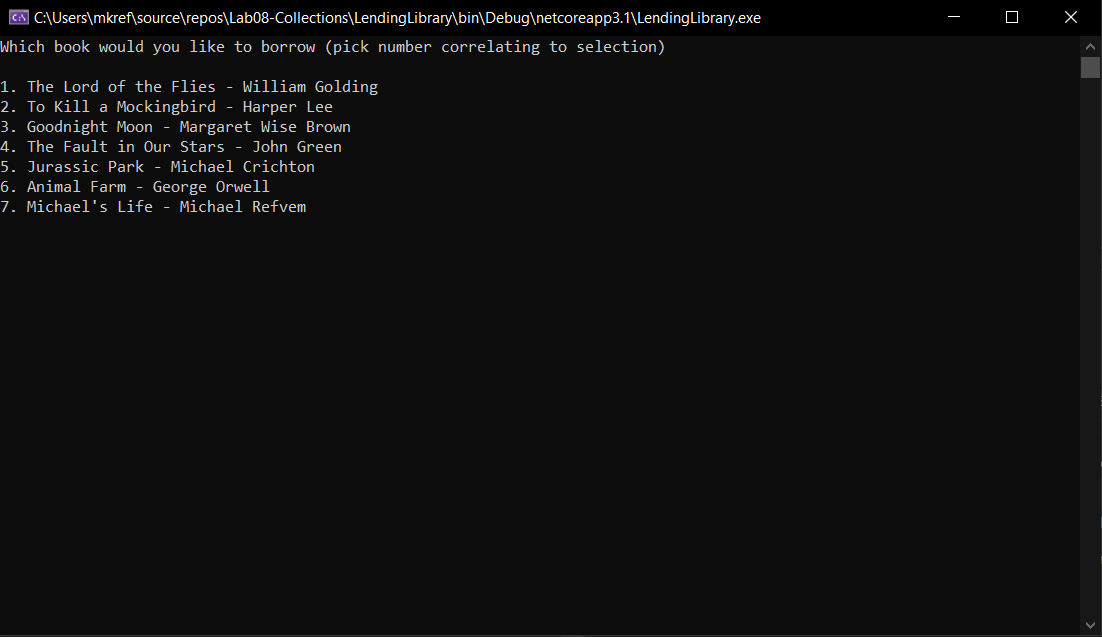 C:\Users\mkref\source\repos\Lab08-Collections\LendingLibrary\bin\Debug\netcoreapp3.1\LendingLibrary.exe
Which book would you like to borrow (pick number correlating to selection)
1. The Lord of the Flies - William Golding
2. To Kill a Mockingbird - Harper Lee
3. Goodnight Moon - Margaret Wise Brown
4. The Fault in Our Stars - John Green
5. Jurassic Park - Michael Crichton
6. Animal Farm - George Orwell
7. Michael's Life - Michael Refvem